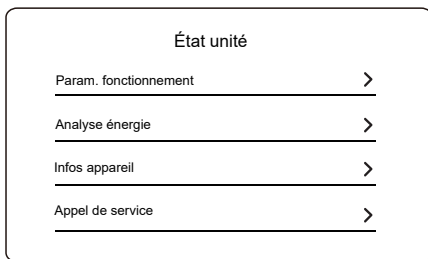 État unité
Param. fonctionnement
Analyse énergie
Infos appareil
Appel de service